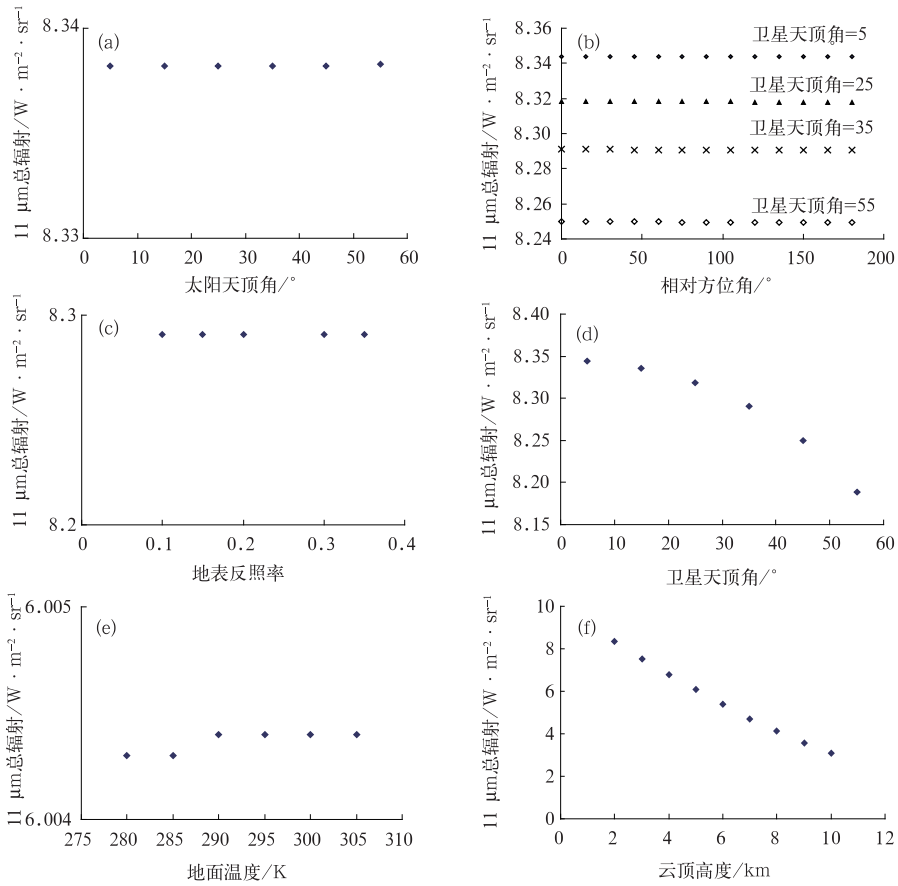 11 μm总辐射/W · m⁻² · sr⁻¹
(a)
8.34
8.33
0 10 20 30 40 50 60
太阳天顶角/°
11 μm总辐射/W · m⁻² · sr⁻¹
(b)
8.36
8.34
8.32
8.30
8.28
8.26
8.24
卫星天顶角=5
卫星天顶角=25
卫星天顶角=35
卫星天顶角=55
0 50 100 150 200
相对方位角/°
11 μm总辐射/W · m⁻² · sr⁻¹
(c)
8.3
8.2
0 0.1 0.2 0.3 0.4
地表反照率
11 μm总辐射/W · m⁻² · sr⁻¹
(d)
8.40
8.35
8.30
8.25
8.20
8.15
0 10 20 30 40 50 60
卫星天顶角/°
11 μm总辐射/W · m⁻² · sr⁻¹
(e)
6.005
6.004
275 280 285 290 295 300 305 310
地面温度/K
11 μm总辐射/W · m⁻² · sr⁻¹
(f)
10
8
6
4
2
0
0 2 4 6 8 10 12
云顶高度/km